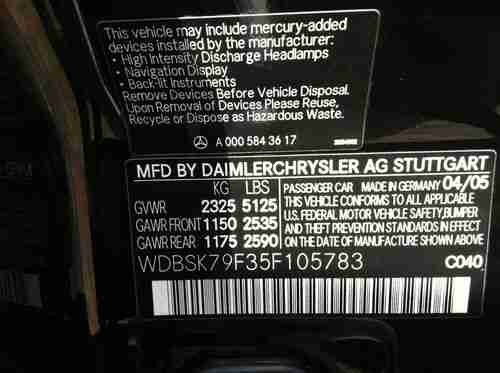 This vehicle may include mercury-added
devices installed by the manufacturer:
• High Intensity Discharge Headlamps
• Navigation Display
• Back-lit Instruments
Remove Devices Before Vehicle Disposal.
Upon Removal of Devices Please Reuse,
Recycle or Dispose as Hazardous Waste.
A 000 584 36 17
MFD BY DAIMLERCHRYSLER AG STUTTGART
KG LBS
GVWR 2325 5125
GAWR FRONT 1150 2535
GAWR REAR 1175 2590
PASSENGER CAR MADE IN GERMANY 04/05
THIS VEHICLE CONFORMS TO ALL APPLICABLE
U.S. FEDERAL MOTOR VEHICLE SAFETY, BUMPER
AND THEFT PREVENTION STANDARDS IN EFFECT
ON THE DATE OF MANUFACTURE SHOWN ABOVE
WDBSK79F35F105783
C040